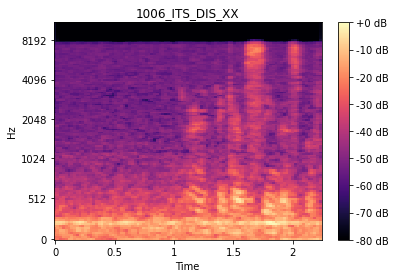 1006_ITS_DIS_XX
8192
4096
2048
1024
512
0
Hz
0 0.5 1 1.5 2
Time
+0 dB
-10 dB
-20 dB
-30 dB
-40 dB
-50 dB
-60 dB
-70 dB
-80 dB